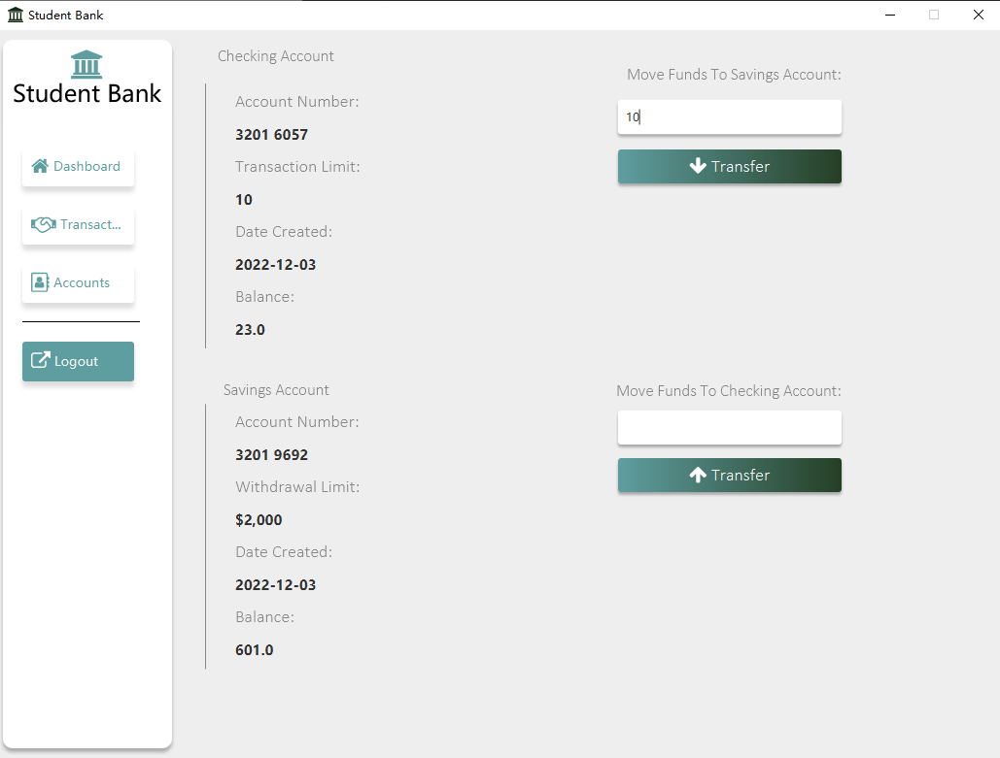 Student Bank
Student Bank
Dashboard
Transact...
Accounts
Logout
Checking Account
Account Number:
3201 6057
Transaction Limit:
10
Date Created:
2022-12-03
Balance:
23.0
Move Funds To Savings Account:
10
Transfer
Savings Account
Account Number:
3201 9692
Withdrawal Limit:
$2,000
Date Created:
2022-12-03
Balance:
601.0
Move Funds To Checking Account:
Transfer